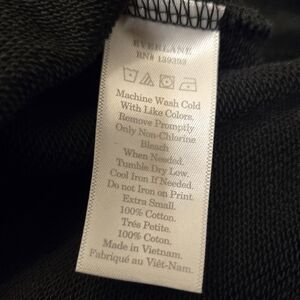 EVERLANE
RN# 139393
Machine Wash Cold
With Like Colors.
Remove Promptly
Only Non-Chlorine
Bleach
When Needed.
Tumble Dry Low.
Cool Iron If Needed.
Do not Iron on Print.
Extra Small.
100% Cotton.
Trés Petite.
100% Coton.
Made in Vietnam.
Fabriqué au Viêt-Nam.